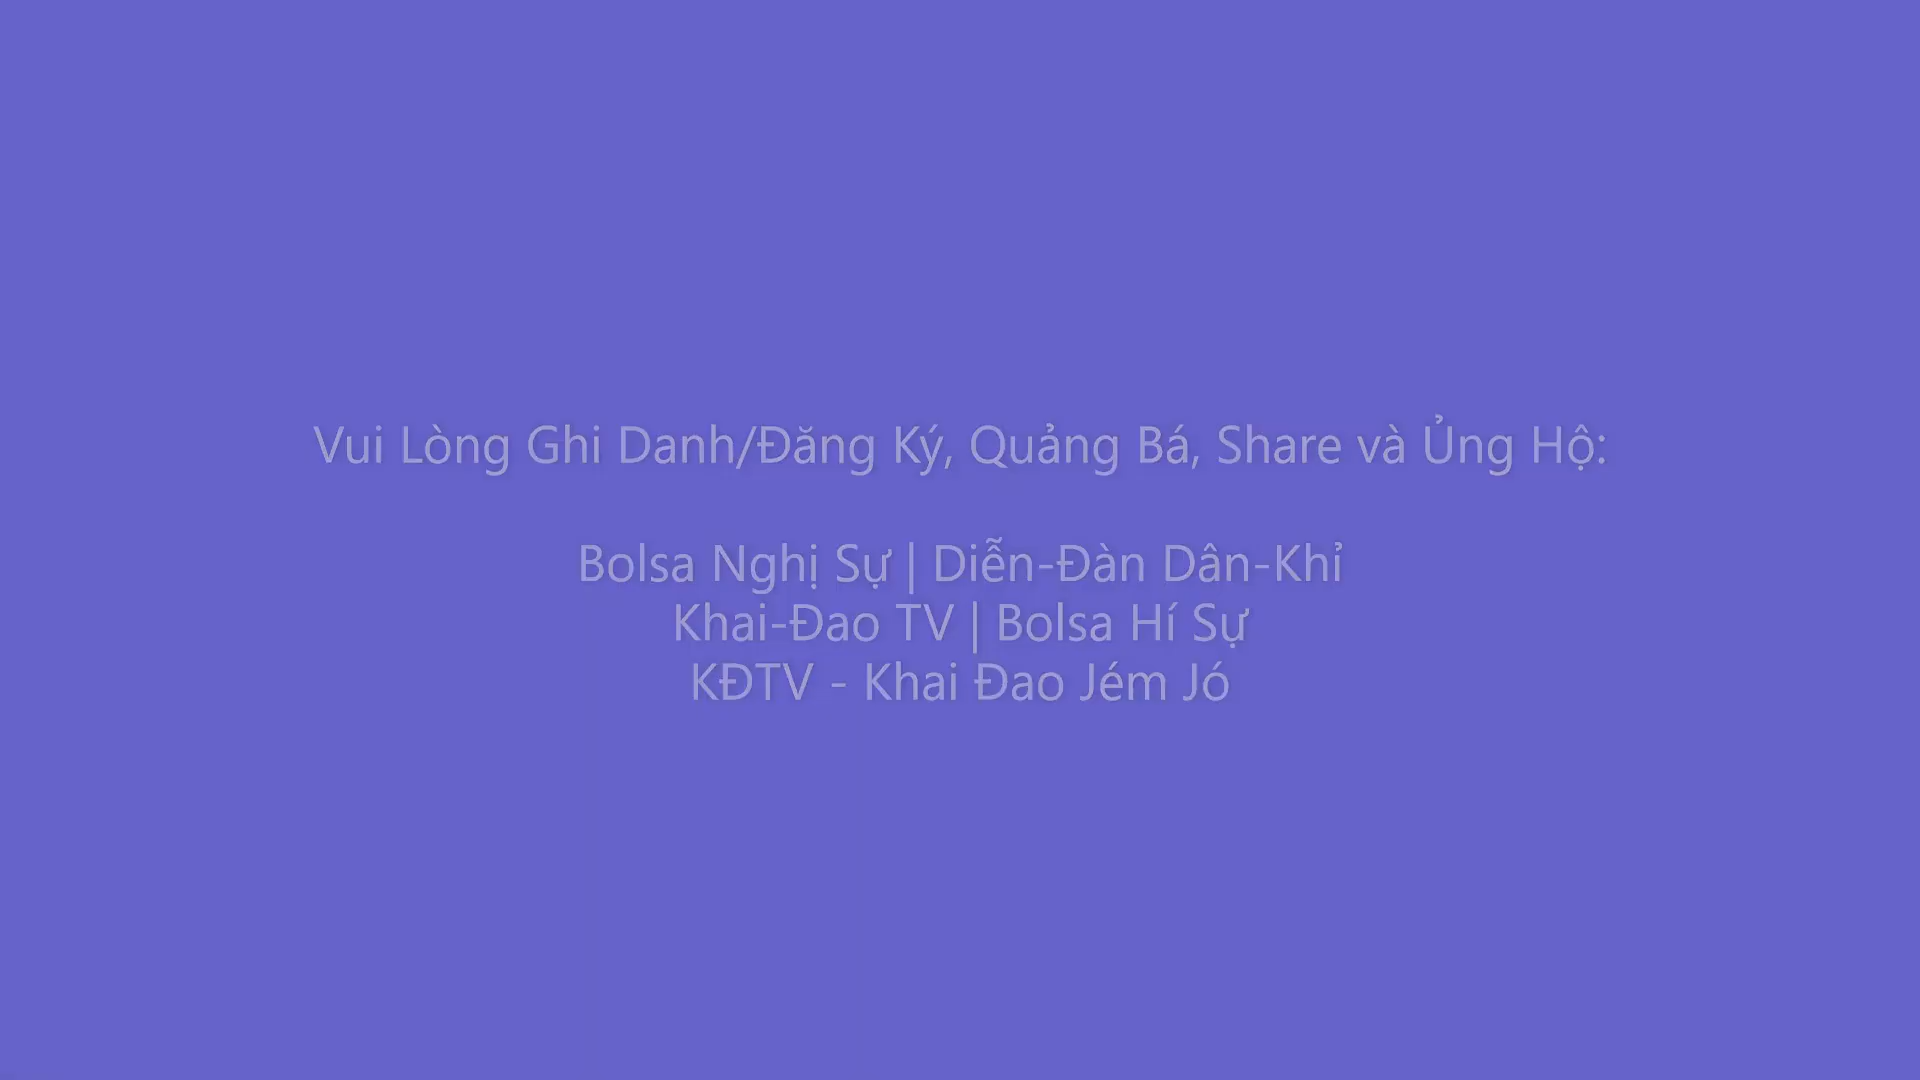 Vui Lòng Ghi Danh/Đăng Ký, Quảng Bá, Share và Ủng Hộ:
Bolsa Nghị Sự | Diễn-Đàn Dân-Khỉ
Khai-Đao TV | Bolsa Hí Sự
KĐTV - Khai Đao Jém Jó